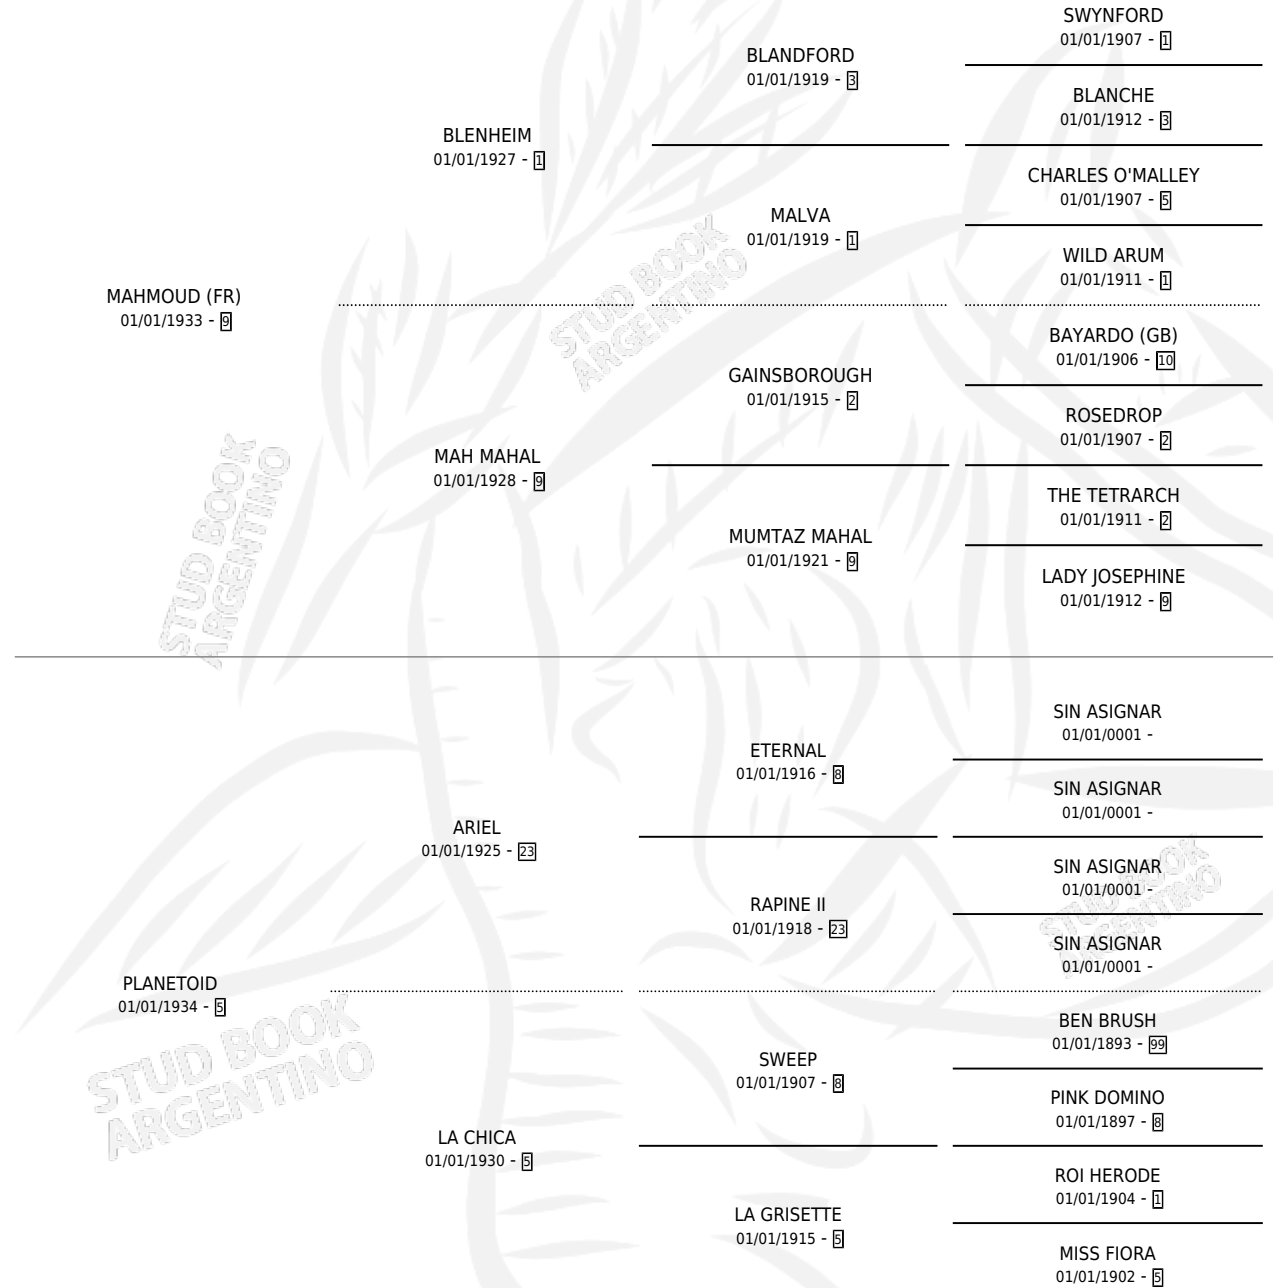 SWYNFORD
01/01/1907 - 1
BLANDFORD
01/01/1919 - 3
BLANCHE
01/01/1912 - 3
BLENHEIM
01/01/1927 - 1
CHARLES O'MALLEY
01/01/1907 - 5
MALVA
01/01/1919 - 1
WILD ARUM
01/01/1911 - 1
MAHMOUD (FR)
01/01/1933 - 9
BAYARDO (GB)
01/01/1906 - 10
GAINSBOROUGH
01/01/1915 - 2
ROSEDROP
01/01/1907 - 2
MAH MAHAL
01/01/1928 - 9
THE TETRARCH
01/01/1911 - 2
MUMTAZ MAHAL
01/01/1921 - 9
LADY JOSEPHINE
01/01/1912 - 9
SIN ASIGNAR
01/01/0001 -
ETERNAL
01/01/1916 - 8
SIN ASIGNAR
01/01/0001 -
ARIEL
01/01/1925 - 23
SIN ASIGNAR
01/01/0001 -
RAPINE II
01/01/1918 - 23
SIN ASIGNAR
01/01/0001 -
PLANETOID
01/01/1934 - 5
BEN BRUSH
01/01/1893 - 99
SWEEP
01/01/1907 - 8
PINK DOMINO
01/01/1897 - 8
LA CHICA
01/01/1930 - 5
ROI HERODE
01/01/1904 - 1
LA GRISETTE
01/01/1915 - 5
MISS FIORA
01/01/1902 - 5
STUD BOOK
ARGENTINO
STUD BOOK
ARGENTINO
STUD BOOK
ARGENTINO
STUD BOOK
ARGENTINO